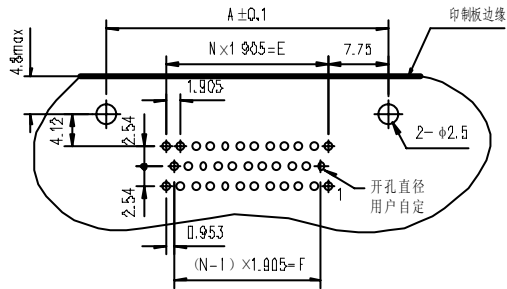 A±0.1
印制板边缘
N×1.905=E
7.75
4.8max
1.905
4.12
2.54
2-ϕ2.5
2.54
1
开孔直径
用户自定
0.953
(N-1)×1.905=F